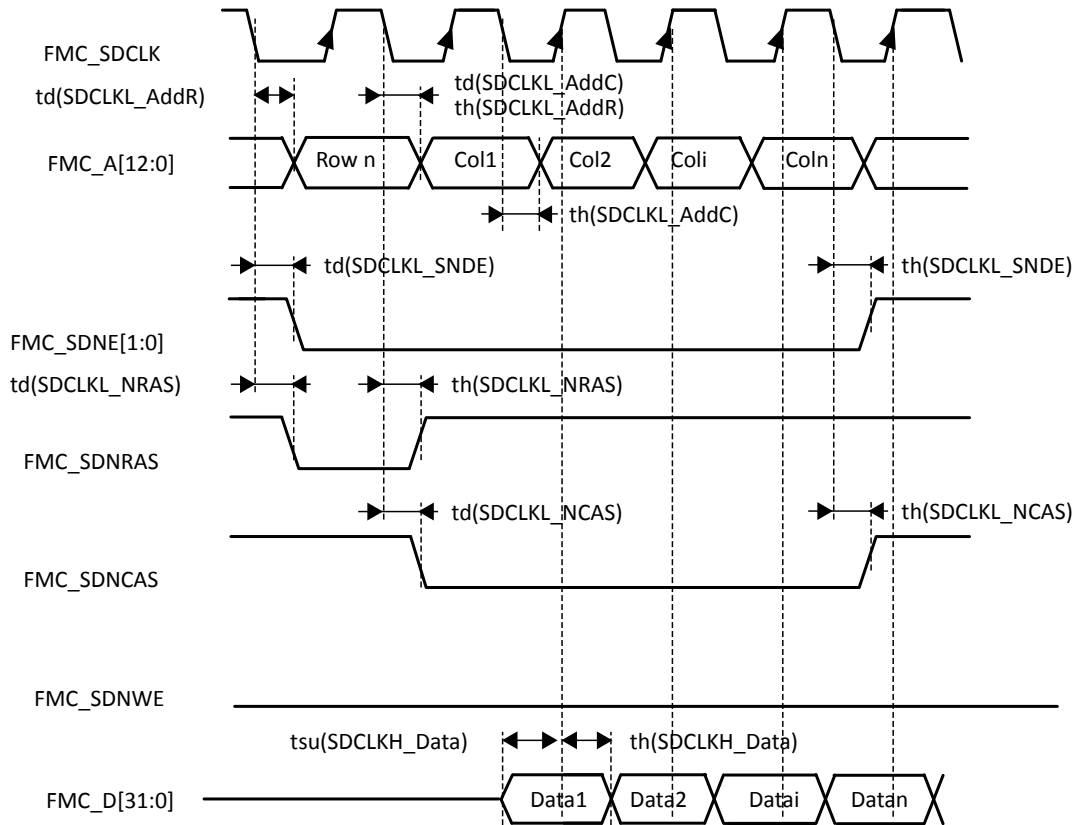 FMC_SDCLK
td(SDCLKL_AddR)
td(SDCLKL_AddC)
th(SDCLKL_AddR)
FMC_A[12:0]
Row n
Col1
Col2
Coli
Coln
th(SDCLKL_AddC)
td(SDCLKL_SNDE)
th(SDCLKL_SNDE)
FMC_SDNE[1:0]
td(SDCLKL_NRAS)
th(SDCLKL_NRAS)
FMC_SDNRAS
td(SDCLKL_NCAS)
th(SDCLKL_NCAS)
FMC_SDNCAS
FMC_SDNWE
tsu(SDCLKH_Data)
th(SDCLKH_Data)
FMC_D[31:0]
Data1
Data2
Datai
Datan